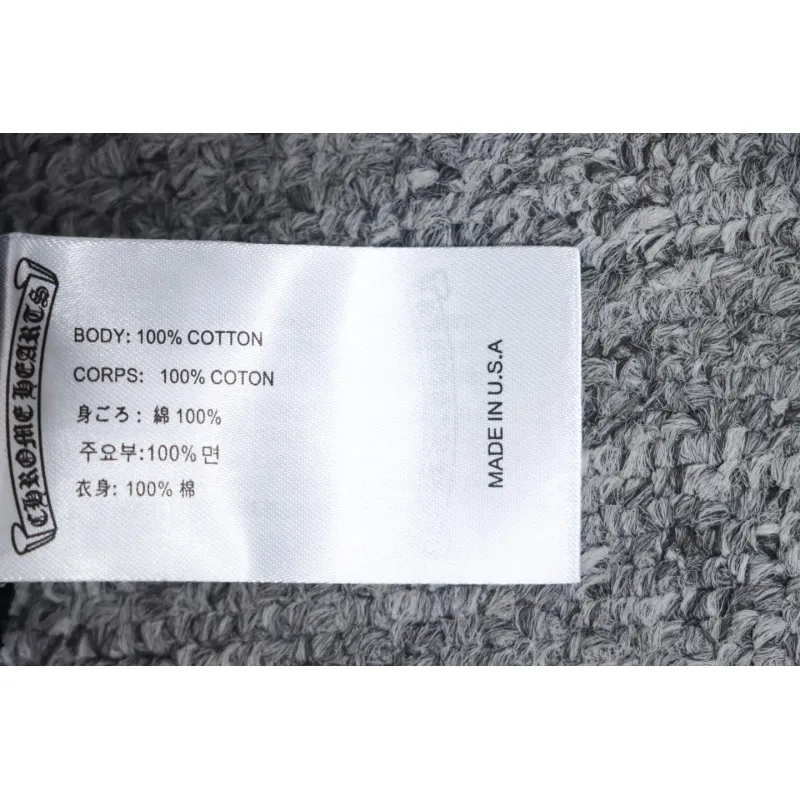 CHROME HEARTS
BODY: 100% COTTON
CORPS: 100% COTON
身ごろ: 綿 100%
주요부:100% 면
衣身: 100% 棉
MADE IN U.S.A